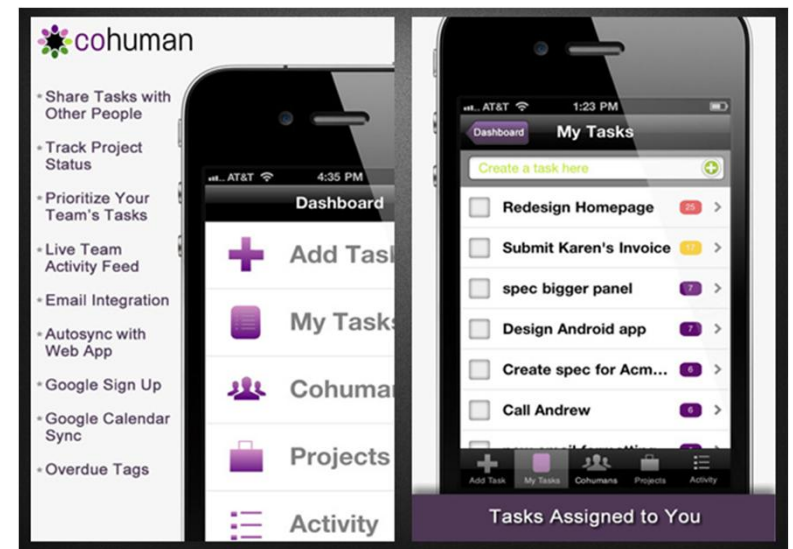 cohuman
Share Tasks with
Other People
Track Project
Status
Prioritize Your
Team's Tasks
Live Team
Activity Feed
Email Integration
Autosync with
Web App
Google Sign Up
Google Calendar
Sync
Overdue Tags
AT&T 4:35 PM
Dashboard
Add Task
My Tasks
Cohuma
Projects
Activity
AT&T 1:23 PM
Dashboard My Tasks
Create a task here
Redesign Homepage 25
Submit Karen's Invoice 17
spec bigger panel 7
Design Android app 7
Create spec for Acm... 6
Call Andrew 6
Add Task My Tasks Cohumans Projects Activity
Tasks Assigned to You